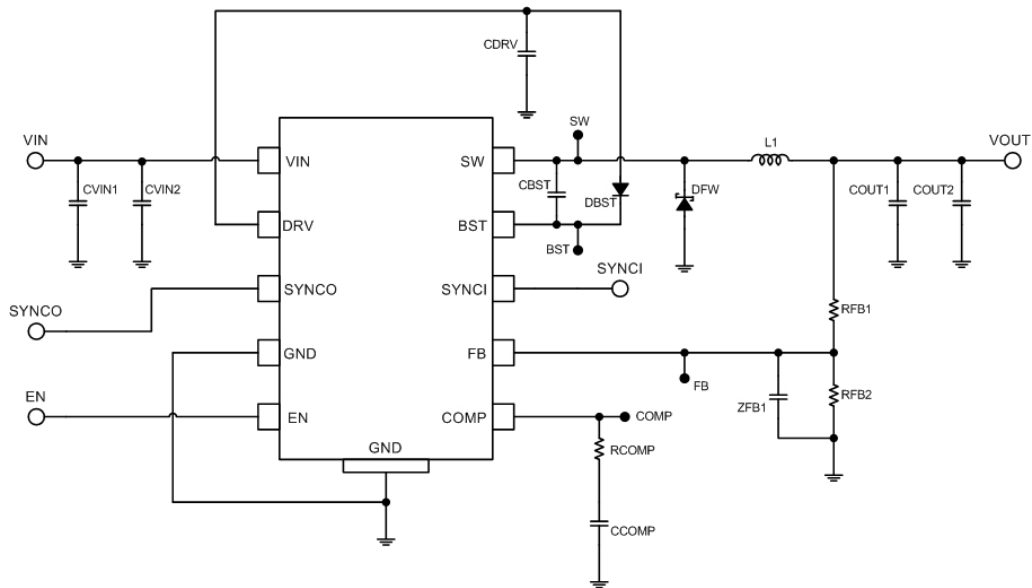 CDRV
SW
VIN
L1
VOUT
VIN
SW
CVIN1
CVIN2
CBST
DBST
DFW
COUT1
COUT2
DRV
BST
BST
SYNCI
SYNCO
SYNCI
SYNCO
RFB1
GND
FB
FB
ZFB1
RFB2
EN
EN
COMP
COMP
GND
RCOMP
CCOMP